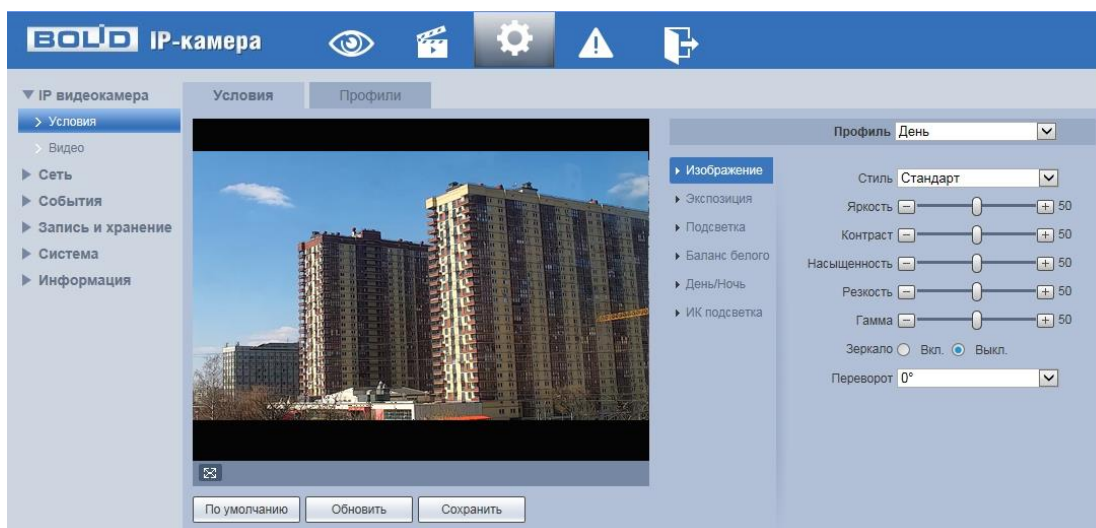 BOLID IP-камера
IP видеокамера
Условия
Видео
Сеть
События
Запись и хранение
Система
Информация
Условия Профили
По умолчанию Обновить Сохранить
Изображение
Экспозиция
Подсветка
Баланс белого
День/Ночь
ИК подсветка
Профиль День
Стиль Стандарт
Яркость 50
Контраст 50
Насыщенность 50
Резкость 50
Гамма 50
Зеркало Вкл. Выкл.
Переворот 0°